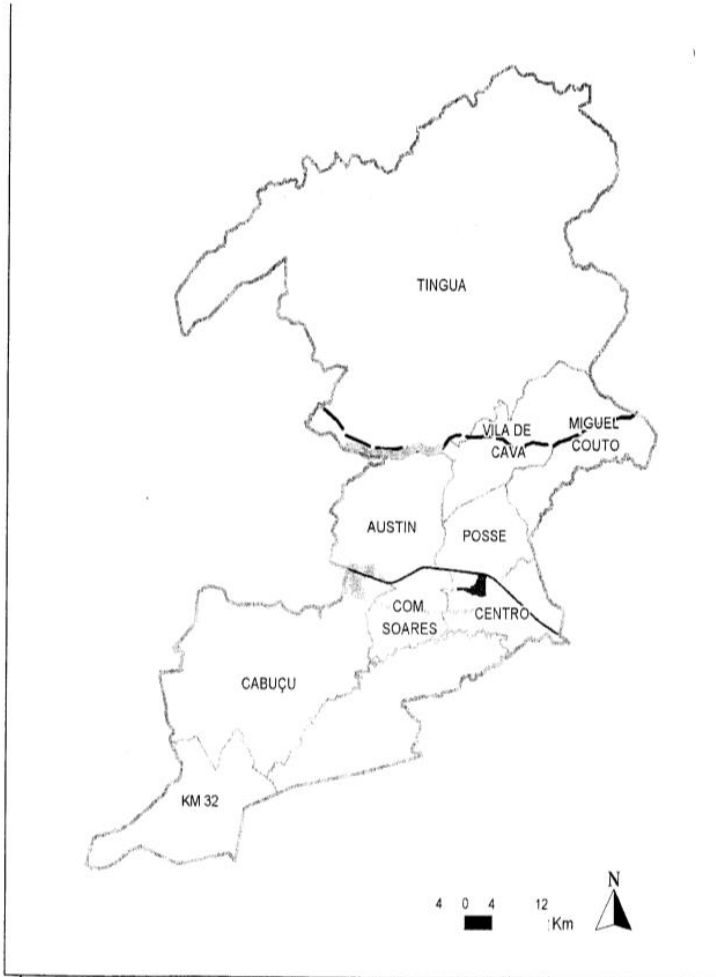 TINGUA
VILA DE
CAVA
MIGUEL
COUTO
AUSTIN
POSSE
COM
SOARES
CENTRO
CABUÇU
KM 32
N
4 0 4 12
Km